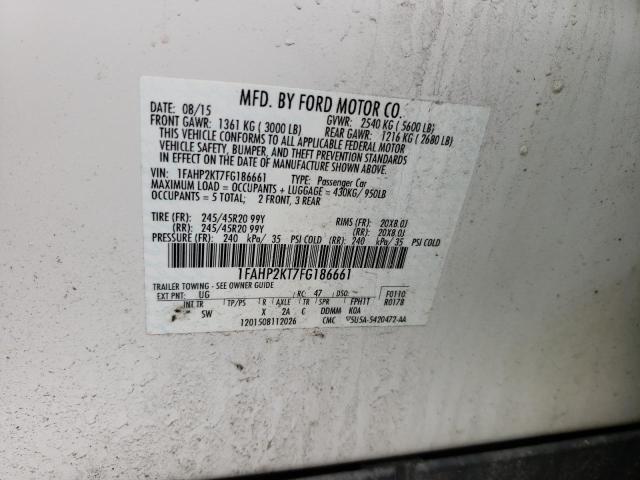 MFD. BY FORD MOTOR CO.
DATE: 08/15 GVWR: 2540 KG ( 5600 LB)
FRONT GAWR: 1361 KG ( 3000 LB) REAR GAWR: 1216 KG ( 2680 LB)
THIS VEHICLE CONFORMS TO ALL APPLICABLE FEDERAL MOTOR
VEHICLE SAFETY, BUMPER, AND THEFT PREVENTION STANDARDS
IN EFFECT ON THE DATE OF MANUFACTURE SHOWN ABOVE.
VIN: 1FAHP2KT7FG186661 TYPE: Passenger Car
MAXIMUM LOAD = OCCUPANTS + LUGGAGE = 430KG/ 950LB
OCCUPANTS = 5 TOTAL; 2 FRONT, 3 REAR
TIRE (FR): 245/45R20 99Y RIMS (FR): 20X8.0J
(RR): 245/45R20 99Y (RR): 20X8.0J
PRESSURE (FR): 240 kPa/ 35 PSI COLD (RR): 240 kPa/ 35 PSI COLD
1FAHP2KT7FG186661
TRAILER TOWING - SEE OWNER GUIDE F0110
EXT PNT: UG RC: 47 DSO: R0178
INT TR TP/PS R AXLE TR SPR FPH1T
SW X 2A C DDMM KOA
1201508112026 CMC 5U5A-5420472-AA